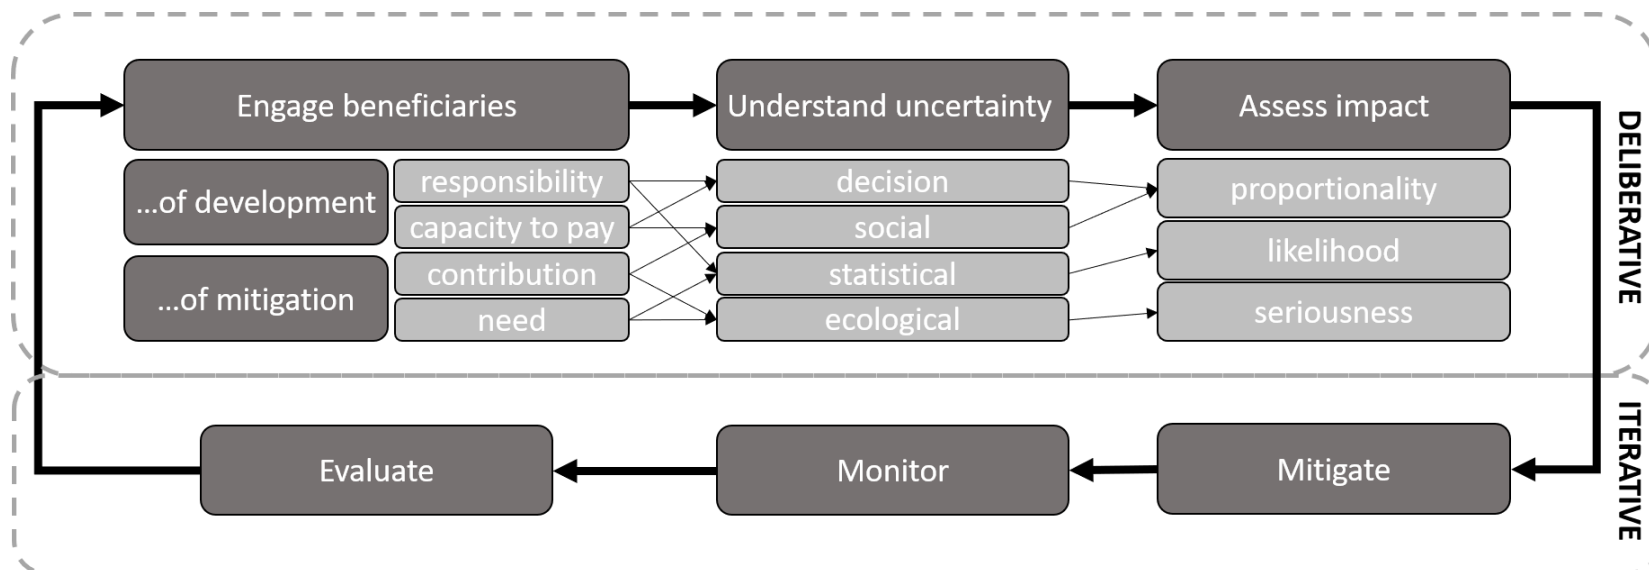 Engage beneficiaries
Understand uncertainty
Assess impact
...of development
...of mitigation
responsibility
capacity to pay
contribution
need
decision
social
statistical
ecological
proportionality
likelihood
seriousness
DELIBERATIVE
Evaluate
Monitor
Mitigate
ITERATIVE